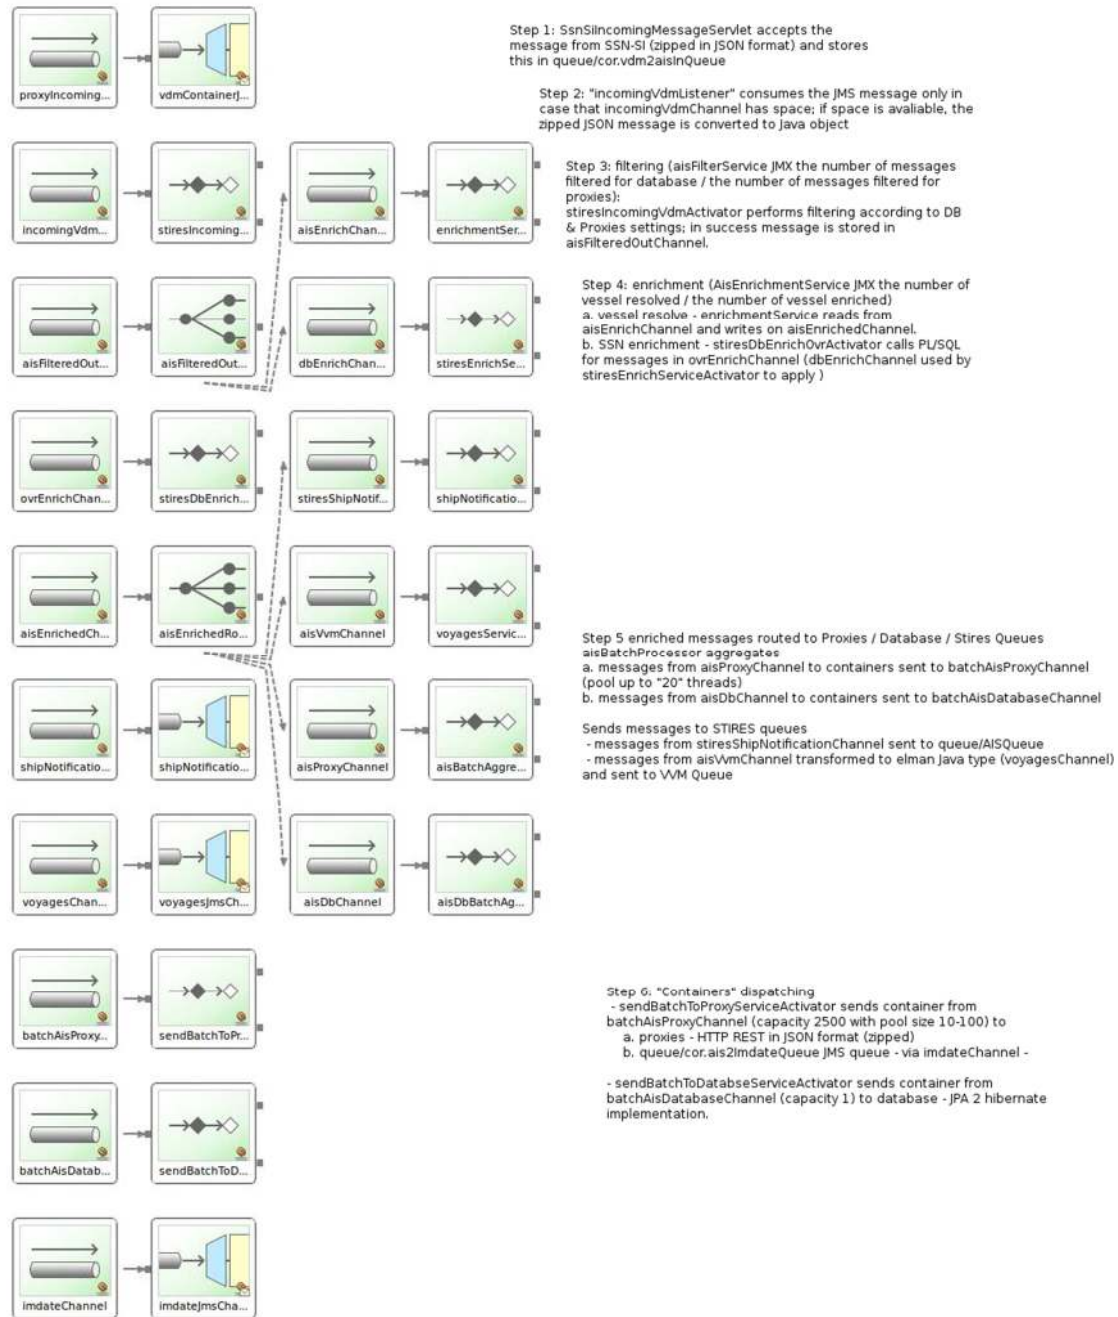 proxyIncoming...
vdmContainerJ...
Step 1: SsnSiIncomingMessageServlet accepts the
message from SSN-SI (zipped in JSON format) and stores
this in queue/cor.vdm2aisInQueue
Step 2: "incomingVdmListener" consumes the JMS message only in
case that incomingVdmChannel has space; if space is avaliable, the
zipped JSON message is converted to Java object
incomingVdm...
stiresIncoming...
aisEnrichChan...
enrichmentSer...
Step 3: filtering (aisFilterService JMX the number of messages
filtered for database / the number of messages filtered for
proxies):
stiresIncomingVdmActivator performs filtering according to DB
& Proxies settings; in success message is stored in
aisFilteredOutChannel.
aisFilteredOut...
aisFilteredOut...
dbEnrichChan...
stiresEnrichSe...
Step 4: enrichment (AisEnrichmentService JMX the number of
vessel resolved / the number of vessel enriched)
a. vessel resolve - enrichmentService reads from
aisEnrichChannel and writes on aisEnrichedChannel.
b. SSN enrichment - stiresDbEnrichOvrActivator calls PL/SQL
for messages in ovrEnrichChannel (dbEnrichChannel used by
stiresEnrichServiceActivator to apply )
ovrEnrichChan...
stiresDbEnrich...
stiresShipNotif...
shipNotificatio...
aisEnrichedCh...
aisEnrichedRo...
aisVvmChannel
voyagesServic...
Step 5 enriched messages routed to Proxies / Database / Stires Queues
aisBatchProcessor aggregates
a. messages from aisProxyChannel to containers sent to batchAisProxyChannel
(pool up to "20" threads)
b. messages from aisDbChannel to containers sent to batchAisDatabaseChannel
Sends messages to STIRES queues
- messages from stiresShipNotificationChannel sent to queue/AISQueue
- messages from aisVvmChannel transformed to elman Java type (voyagesChannel)
and sent to VVM Queue
shipNotificatio...
shipNotificatio...
aisProxyChannel
aisBatchAggre...
voyagesChan...
voyagesJmsCh...
aisDbChannel
aisDbBatchAg...
batchAisProxy...
sendBatchToPr...
Step 6: "Containers" dispatching
- sendBatchToProxyServiceActivator sends container from
batchAisProxyChannel (capacity 2500 with pool size 10-100) to
a. proxies - HTTP REST in JSON format (zipped)
b. queue/cor.ais2ImdateQueue JMS queue - via imdateChannel -
- sendBatchToDatabseServiceActivator sends container from
batchAisDatabaseChannel (capacity 1) to database - JPA 2 hibernate
implementation.
batchAisDatab...
sendBatchToD...
imdateChannel
imdateJmsCha...